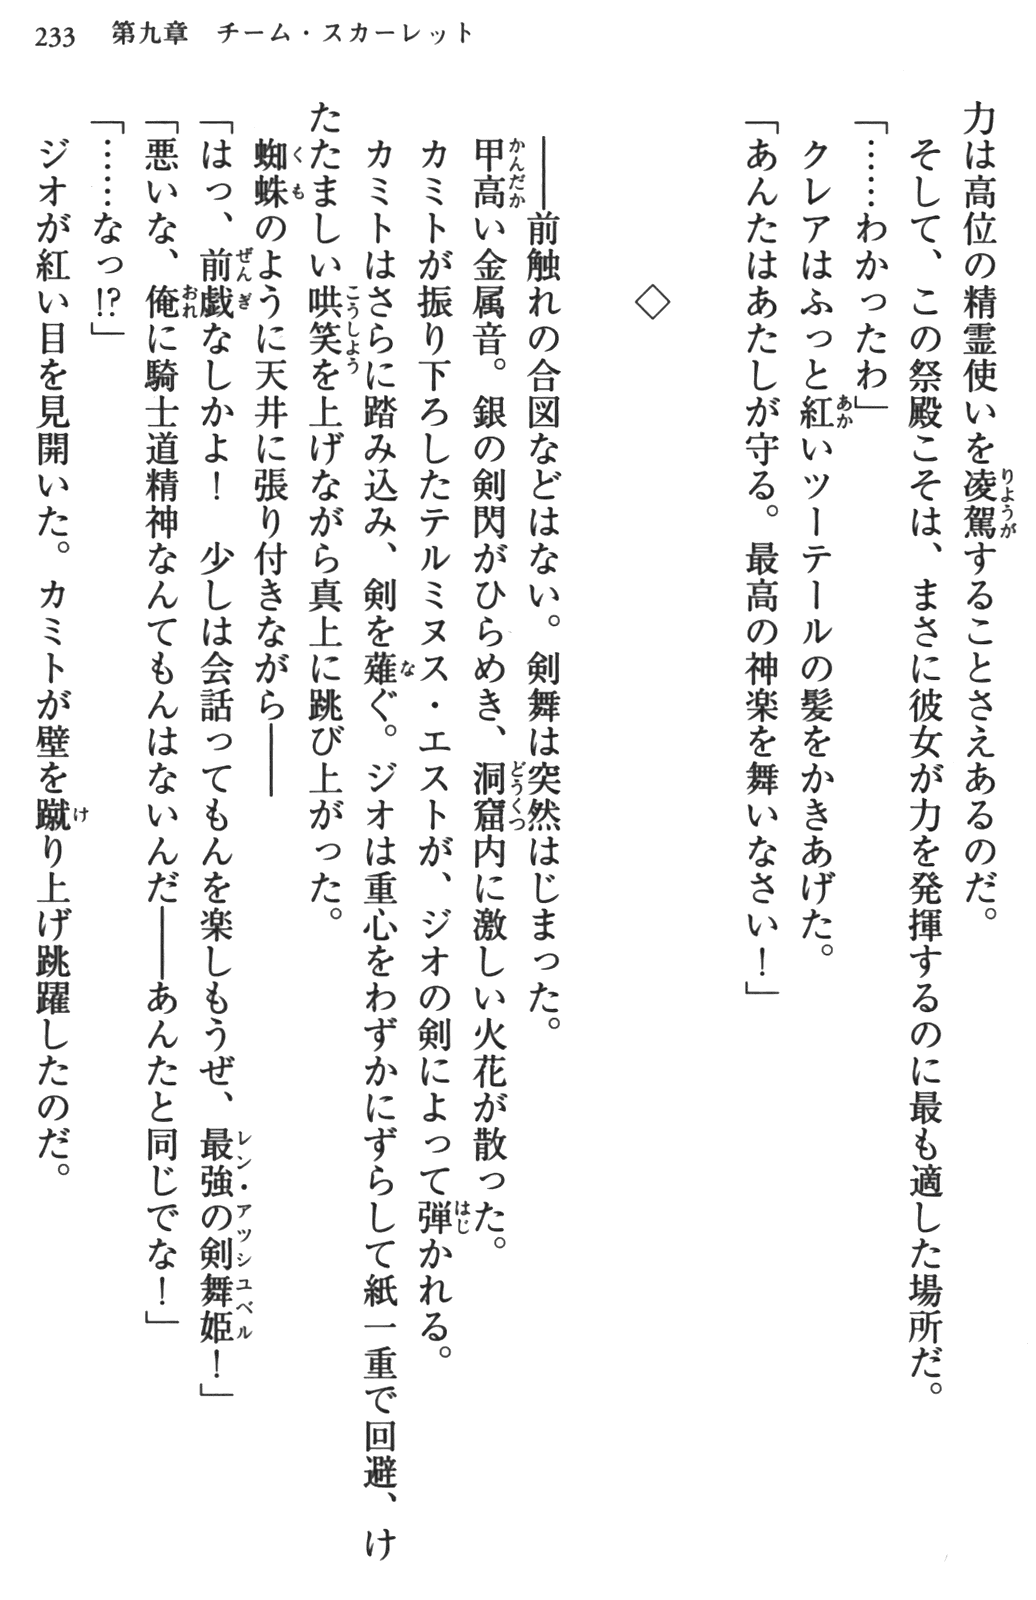 233　第九章　チーム・スカーレット
力は高位の精霊使いを凌駕することさえあるのだ。
　そして、この祭殿こそは、まさに彼女が力を発揮するのに最も適した場所だ。
「……わかったわ」
　クレアはふっと紅いツーテールの髪をかきあげた。
「あんたはあたしが守る。最高の神楽を舞いなさい！」
◇
　――前触れの合図などはない。剣舞は突然はじまった。
　甲高い金属音。銀の剣閃がひらめき、洞窟内に激しい火花が散った。
　カミトが振り下ろしたテルミヌス・エストが、ジオの剣によって弾かれる。
　カミトはさらに踏み込み、剣を薙ぐ。ジオは重心をわずかにずらして紙一重で回避、け
たたましい哄笑を上げながら真上に跳び上がった。
　蜘蛛のように天井に張り付きながら――
「はっ、前戯なしかよ！　少しは会話ってもんを楽しもうぜ、最強の剣舞姫！」
「悪いな、俺に騎士道精神なんてもんはないんだ――あんたと同じでな！」
「……なっ!?」
　ジオが紅い目を見開いた。カミトが壁を蹴り上げ跳躍したのだ。